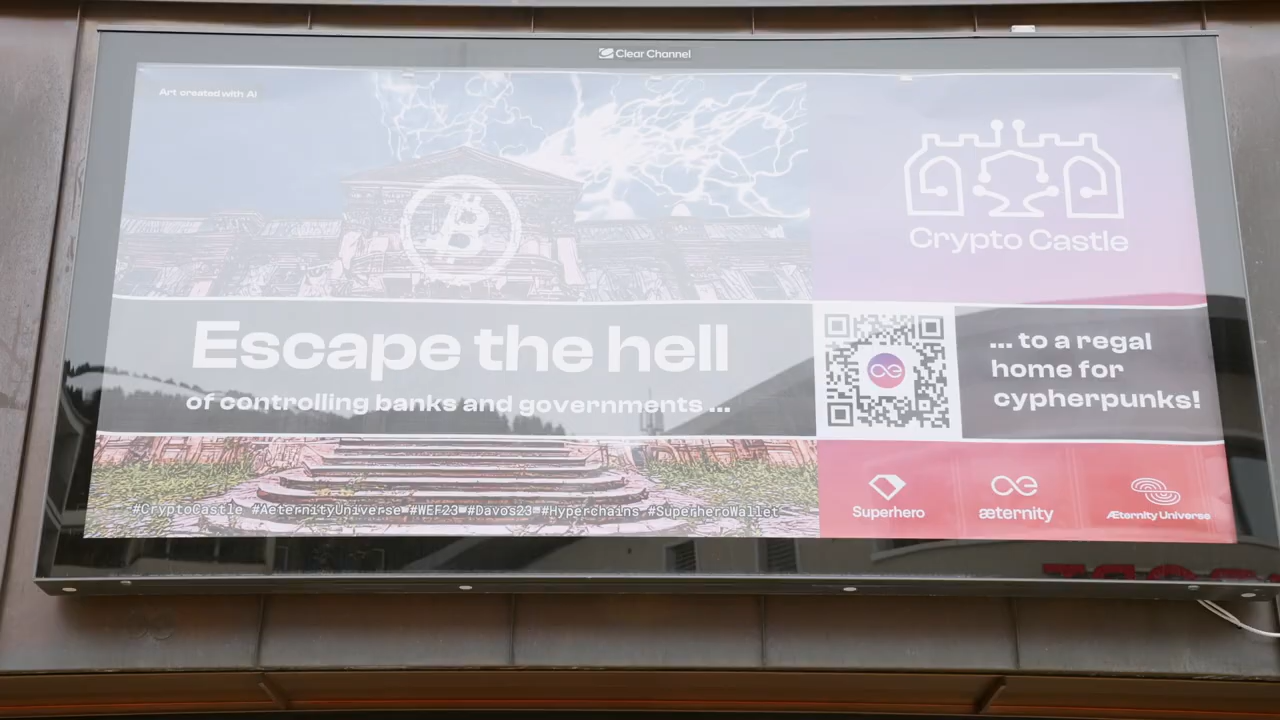 Clear Channel
Art created with AI
Crypto Castle
Escape the hell
of controlling banks and governments ...
... to a regal
home for
cypherpunks!
#CryptoCastle #AeternityUniverse #WEF23 #Davos23 #Hyperchains #SuperheroWallet
Superhero
æternity
Æternity Universe